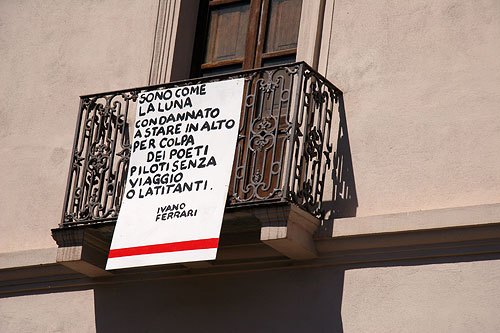 SONO COME
LA LUNA
CONDANNATO
A STARE IN ALTO
PER COLPA
DEI POETI
PILOTI SENZA
VIAGGIO
O LATITANTI.
IVANO
FERRARI